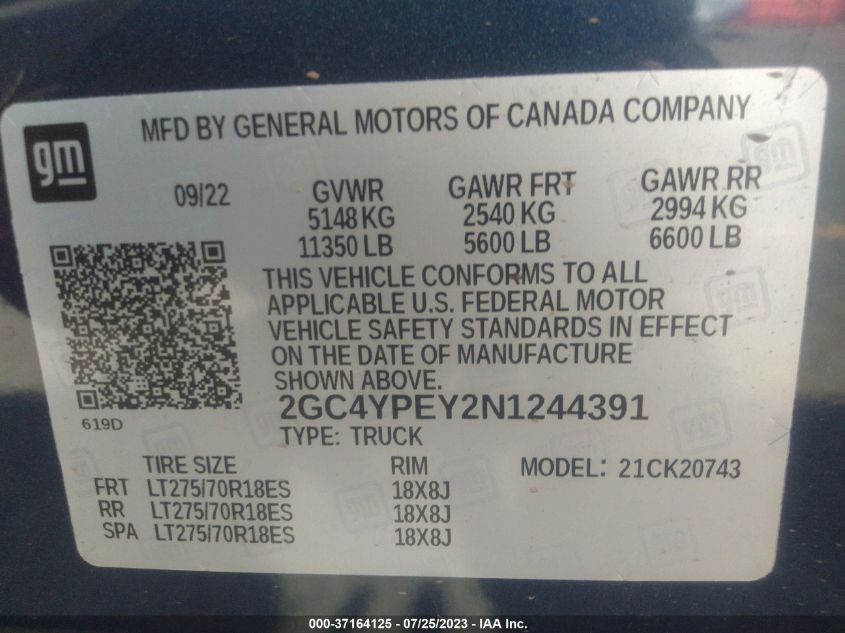 gm
MFD BY GENERAL MOTORS OF CANADA COMPANY
09/22
GVWR GAWR FRT GAWR RR
5148 KG 2540 KG 2994 KG
11350 LB 5600 LB 6600 LB
THIS VEHICLE CONFORMS TO ALL
APPLICABLE U.S. FEDERAL MOTOR
VEHICLE SAFETY STANDARDS IN EFFECT
ON THE DATE OF MANUFACTURE
SHOWN ABOVE.
2GC4YPEY2N1244391
619D
TYPE: TRUCK
TIRE SIZE RIM MODEL: 21CK20743
FRT LT275/70R18ES 18X8J
RR LT275/70R18ES 18X8J
SPA LT275/70R18ES 18X8J
000-37164125 - 07/25/2023 - IAA Inc.